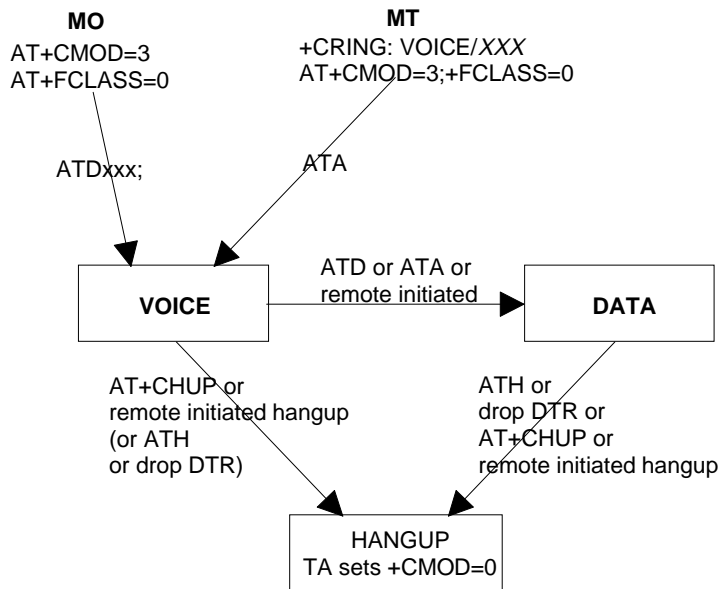 MO
AT+CMOD=3
AT+FCLASS=0
MT
+CRING: VOICE/XXX
AT+CMOD=3;+FCLASS=0
ATDxxx;
ATA
VOICE
ATD or ATA or
remote initiated
DATA
AT+CHUP or
remote initiated hangup
(or ATH
or drop DTR)
ATH or
drop DTR or
AT+CHUP or
remote initiated hangup
HANGUP
TA sets +CMOD=0